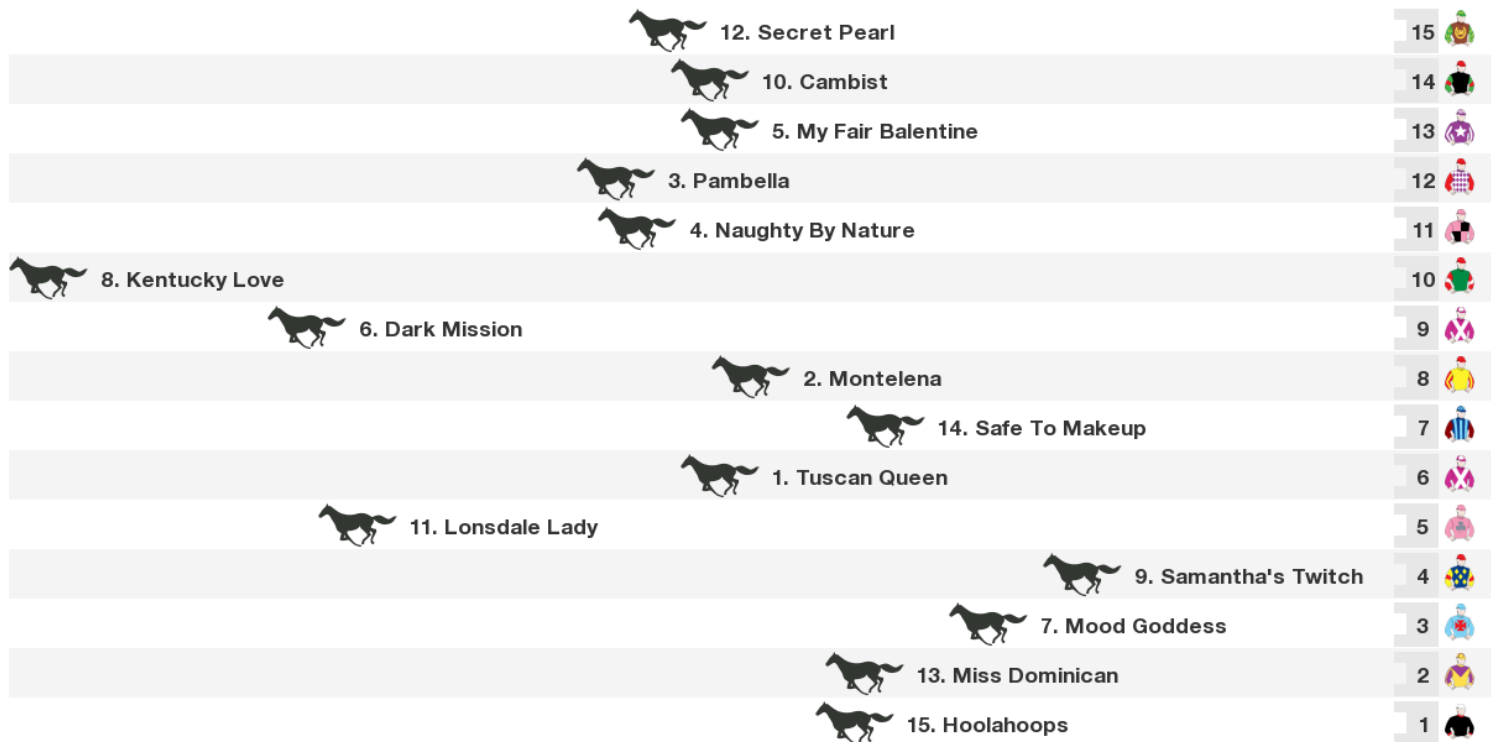 12. Secret Pearl 15
10. Cambist 14
5. My Fair Balentine 13
3. Pambella 12
4. Naughty By Nature 11
8. Kentucky Love 10
6. Dark Mission 9
2. Montelena 8
14. Safe To Makeup 7
1. Tuscan Queen 6
11. Lonsdale Lady 5
9. Samantha's Twitch 4
7. Mood Goddess 3
13. Miss Dominican 2
15. Hoolahoops 1